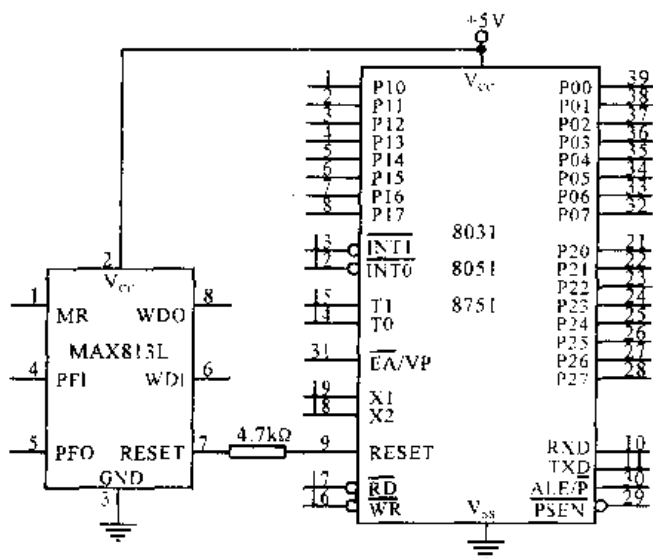 +5V
1 P10 VCC P00 39
2 P11 P01 38
3 P12 P02 37
4 P13 P03 36
5 P14 P04 35
6 P15 P05 34
7 P16 P06 33
8 P17 P07 32
8031
13 INT1 P20 21
12 INT0 8051 P21 22
P22 23
15 T1 8751 P23 24
14 T0 P24 25
P25 26
31 EA/VP P26 27
P27 28
19 X1
18 X2
9 RESET RXD 10
TXD 11
17 RD ALE/P 30
16 WR VSS PSEN 29
2
VCC
1 MR WDO 8
MAX813L
4 PFI WDI 6
5 PFO RESET 7 4.7kΩ
GND
3